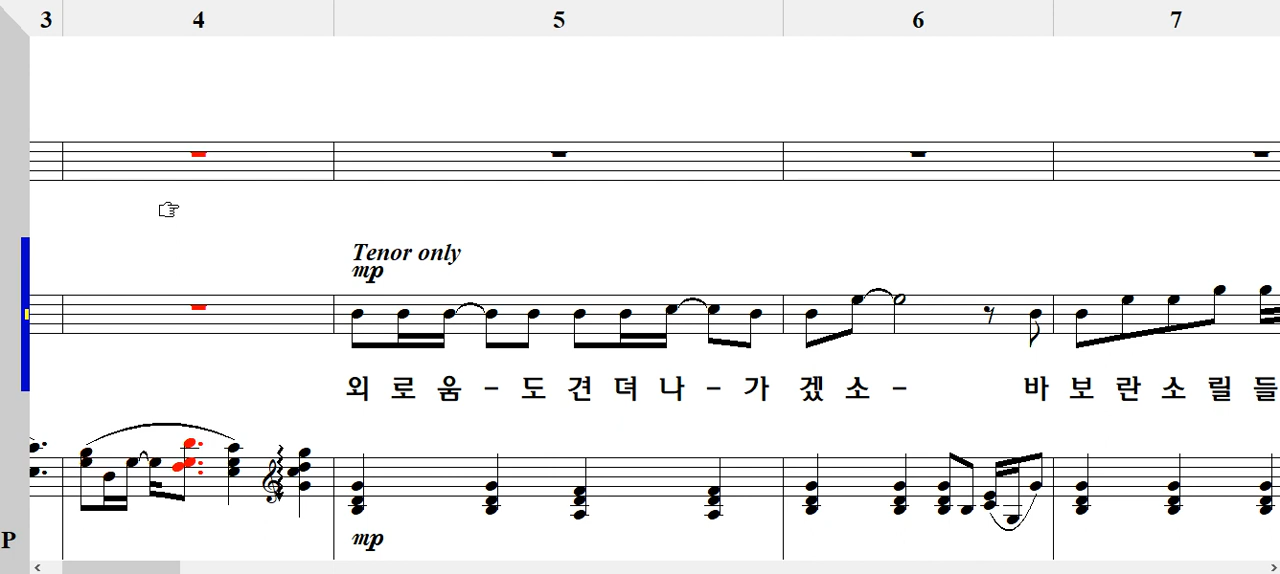 3 4 5 6 7
Tenor only
mp
외 로 움 - 도 견 뎌 나 - 가 겠 소 - 바 보 란 소 릴 들
P
mp